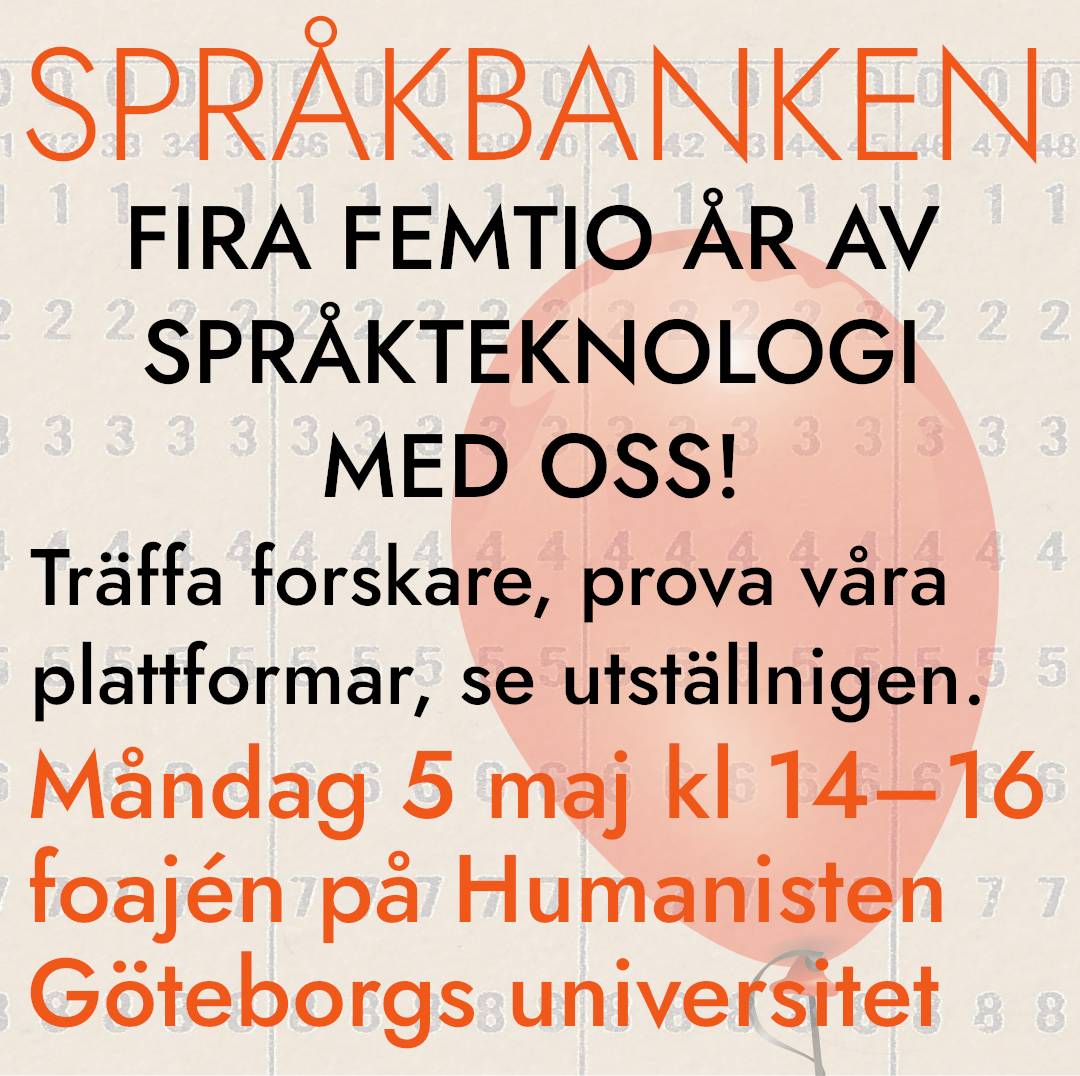 SPRÅKBANKEN
FIRA FEMTIO ÅR AV
SPRÅKTEKNOLOGI
MED OSS!
Träffa forskare, prova våra
plattformar, se utställnigen.
Måndag 5 maj kl 14–16
foajén på Humanisten
Göteborgs universitet